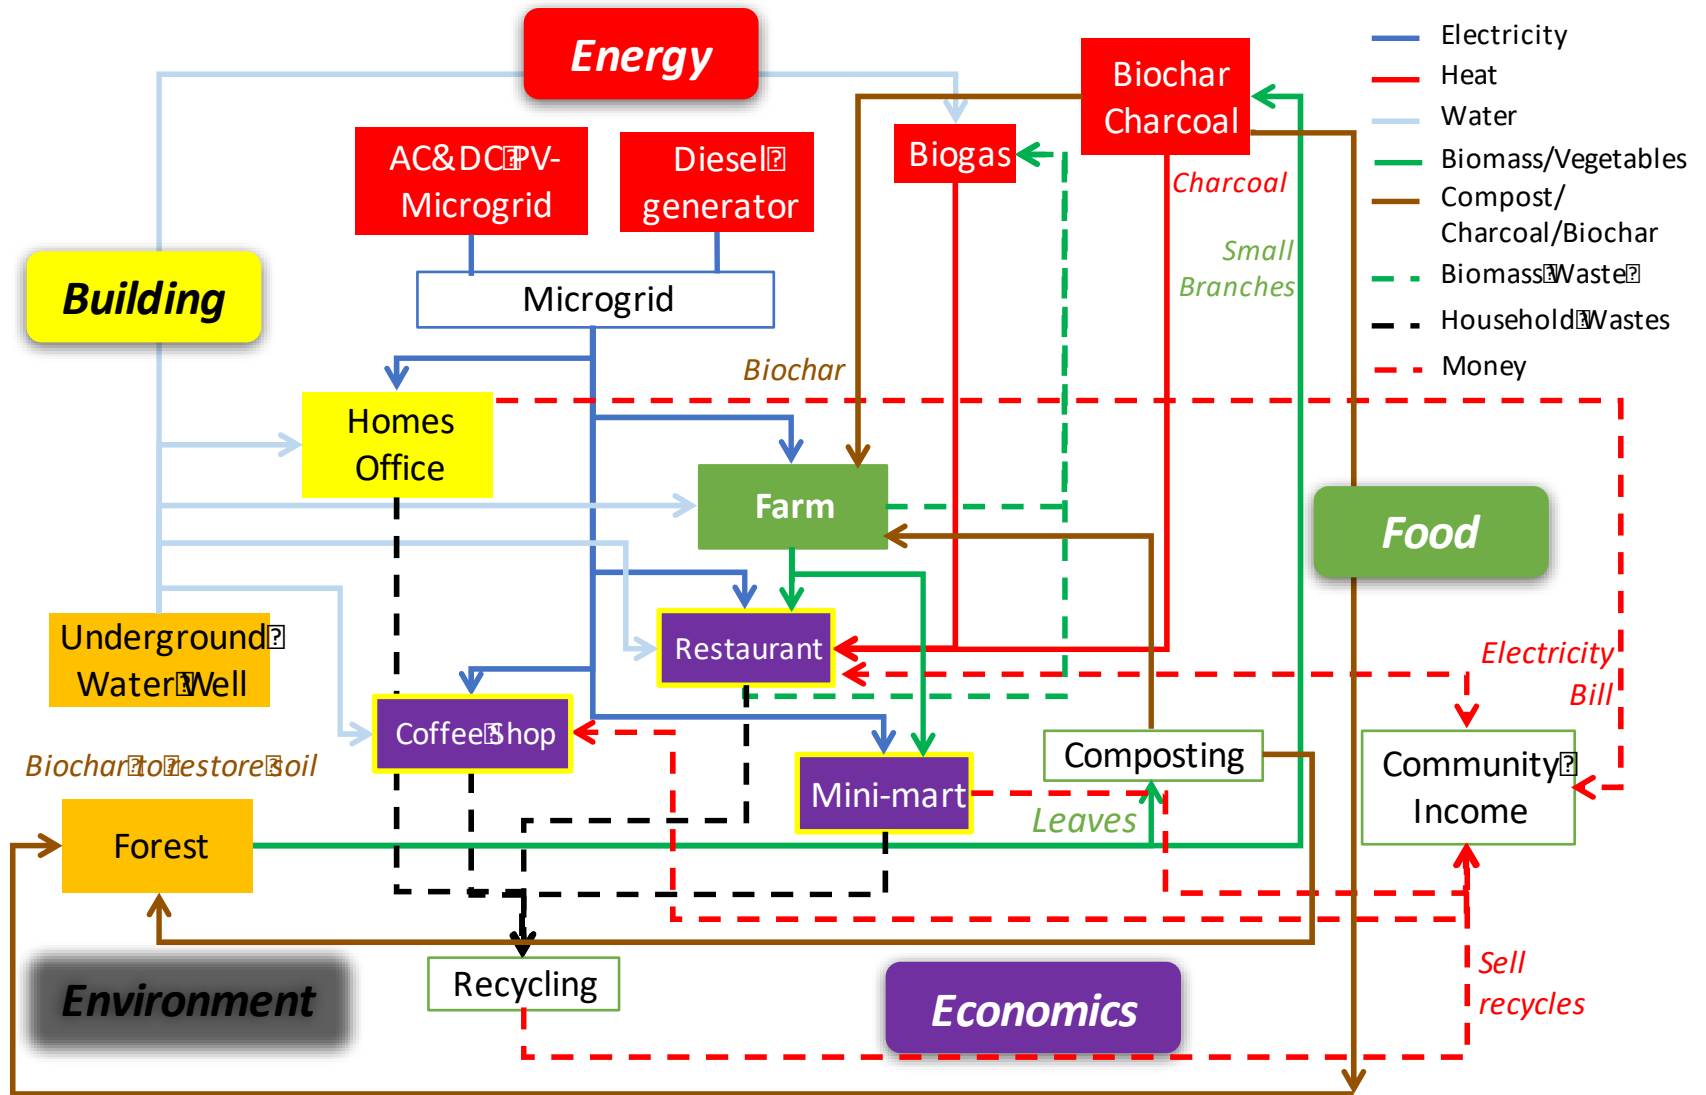 Energy
Biochar
Charcoal
Electricity
Heat
Water
Biomass/Vegetables
Compost/
Charcoal/Biochar
Biomass Waste
Household Wastes
Money
AC&DC PV-
Microgrid
Diesel
generator
Biogas
Charcoal
Small
Branches
Building
Microgrid
Biochar
Homes
Office
Farm
Food
Underground
Water Well
Restaurant
Electricity
Bill
Coffee Shop
Biochar to restore soil
Mini-mart
Composting
Community
Income
Leaves
Forest
Environment
Recycling
Economics
Sell
recycles